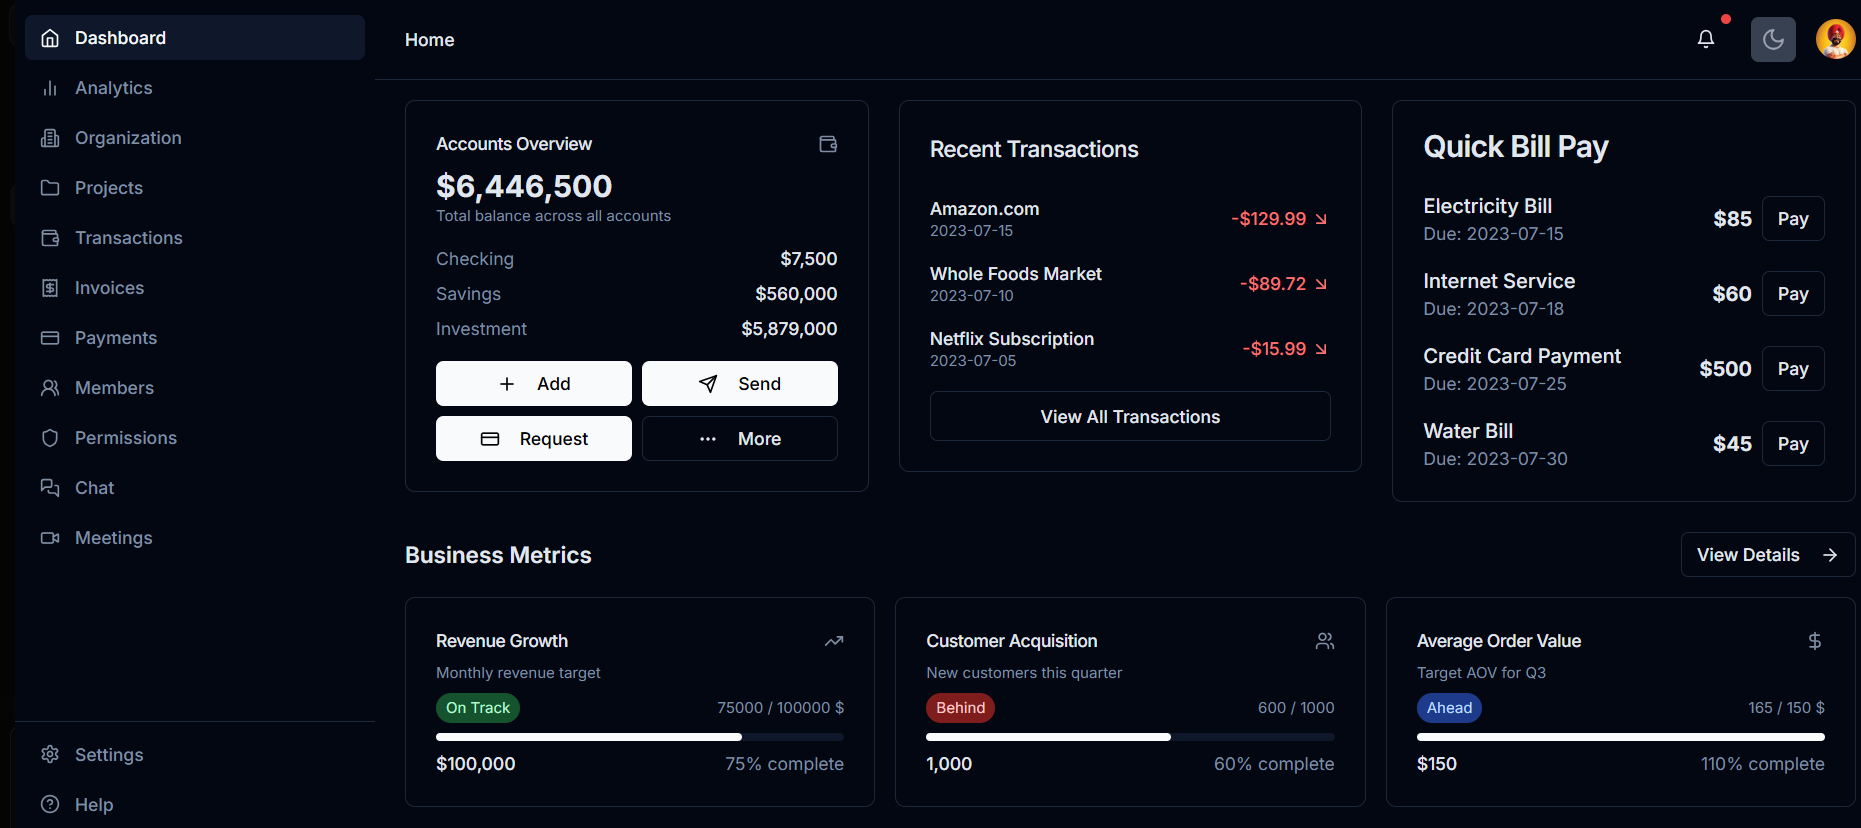 Dashboard
Analytics
Organization
Projects
Transactions
Invoices
Payments
Members
Permissions
Chat
Meetings
Settings
Help
Home
Accounts Overview
$6,446,500
Total balance across all accounts
Checking $7,500
Savings $560,000
Investment $5,879,000
Add Send
Request More
Recent Transactions
Amazon.com
2023-07-15
-$129.99
Whole Foods Market
2023-07-10
-$89.72
Netflix Subscription
2023-07-05
-$15.99
View All Transactions
Quick Bill Pay
Electricity Bill
Due: 2023-07-15
$85 Pay
Internet Service
Due: 2023-07-18
$60 Pay
Credit Card Payment
Due: 2023-07-25
$500 Pay
Water Bill
Due: 2023-07-30
$45 Pay
Business Metrics
View Details
Revenue Growth
Monthly revenue target
On Track 75000 / 100000 $
$100,000 75% complete
Customer Acquisition
New customers this quarter
Behind 600 / 1000
1,000 60% complete
Average Order Value
$
Target AOV for Q3
Ahead 165 / 150 $
$150 110% complete